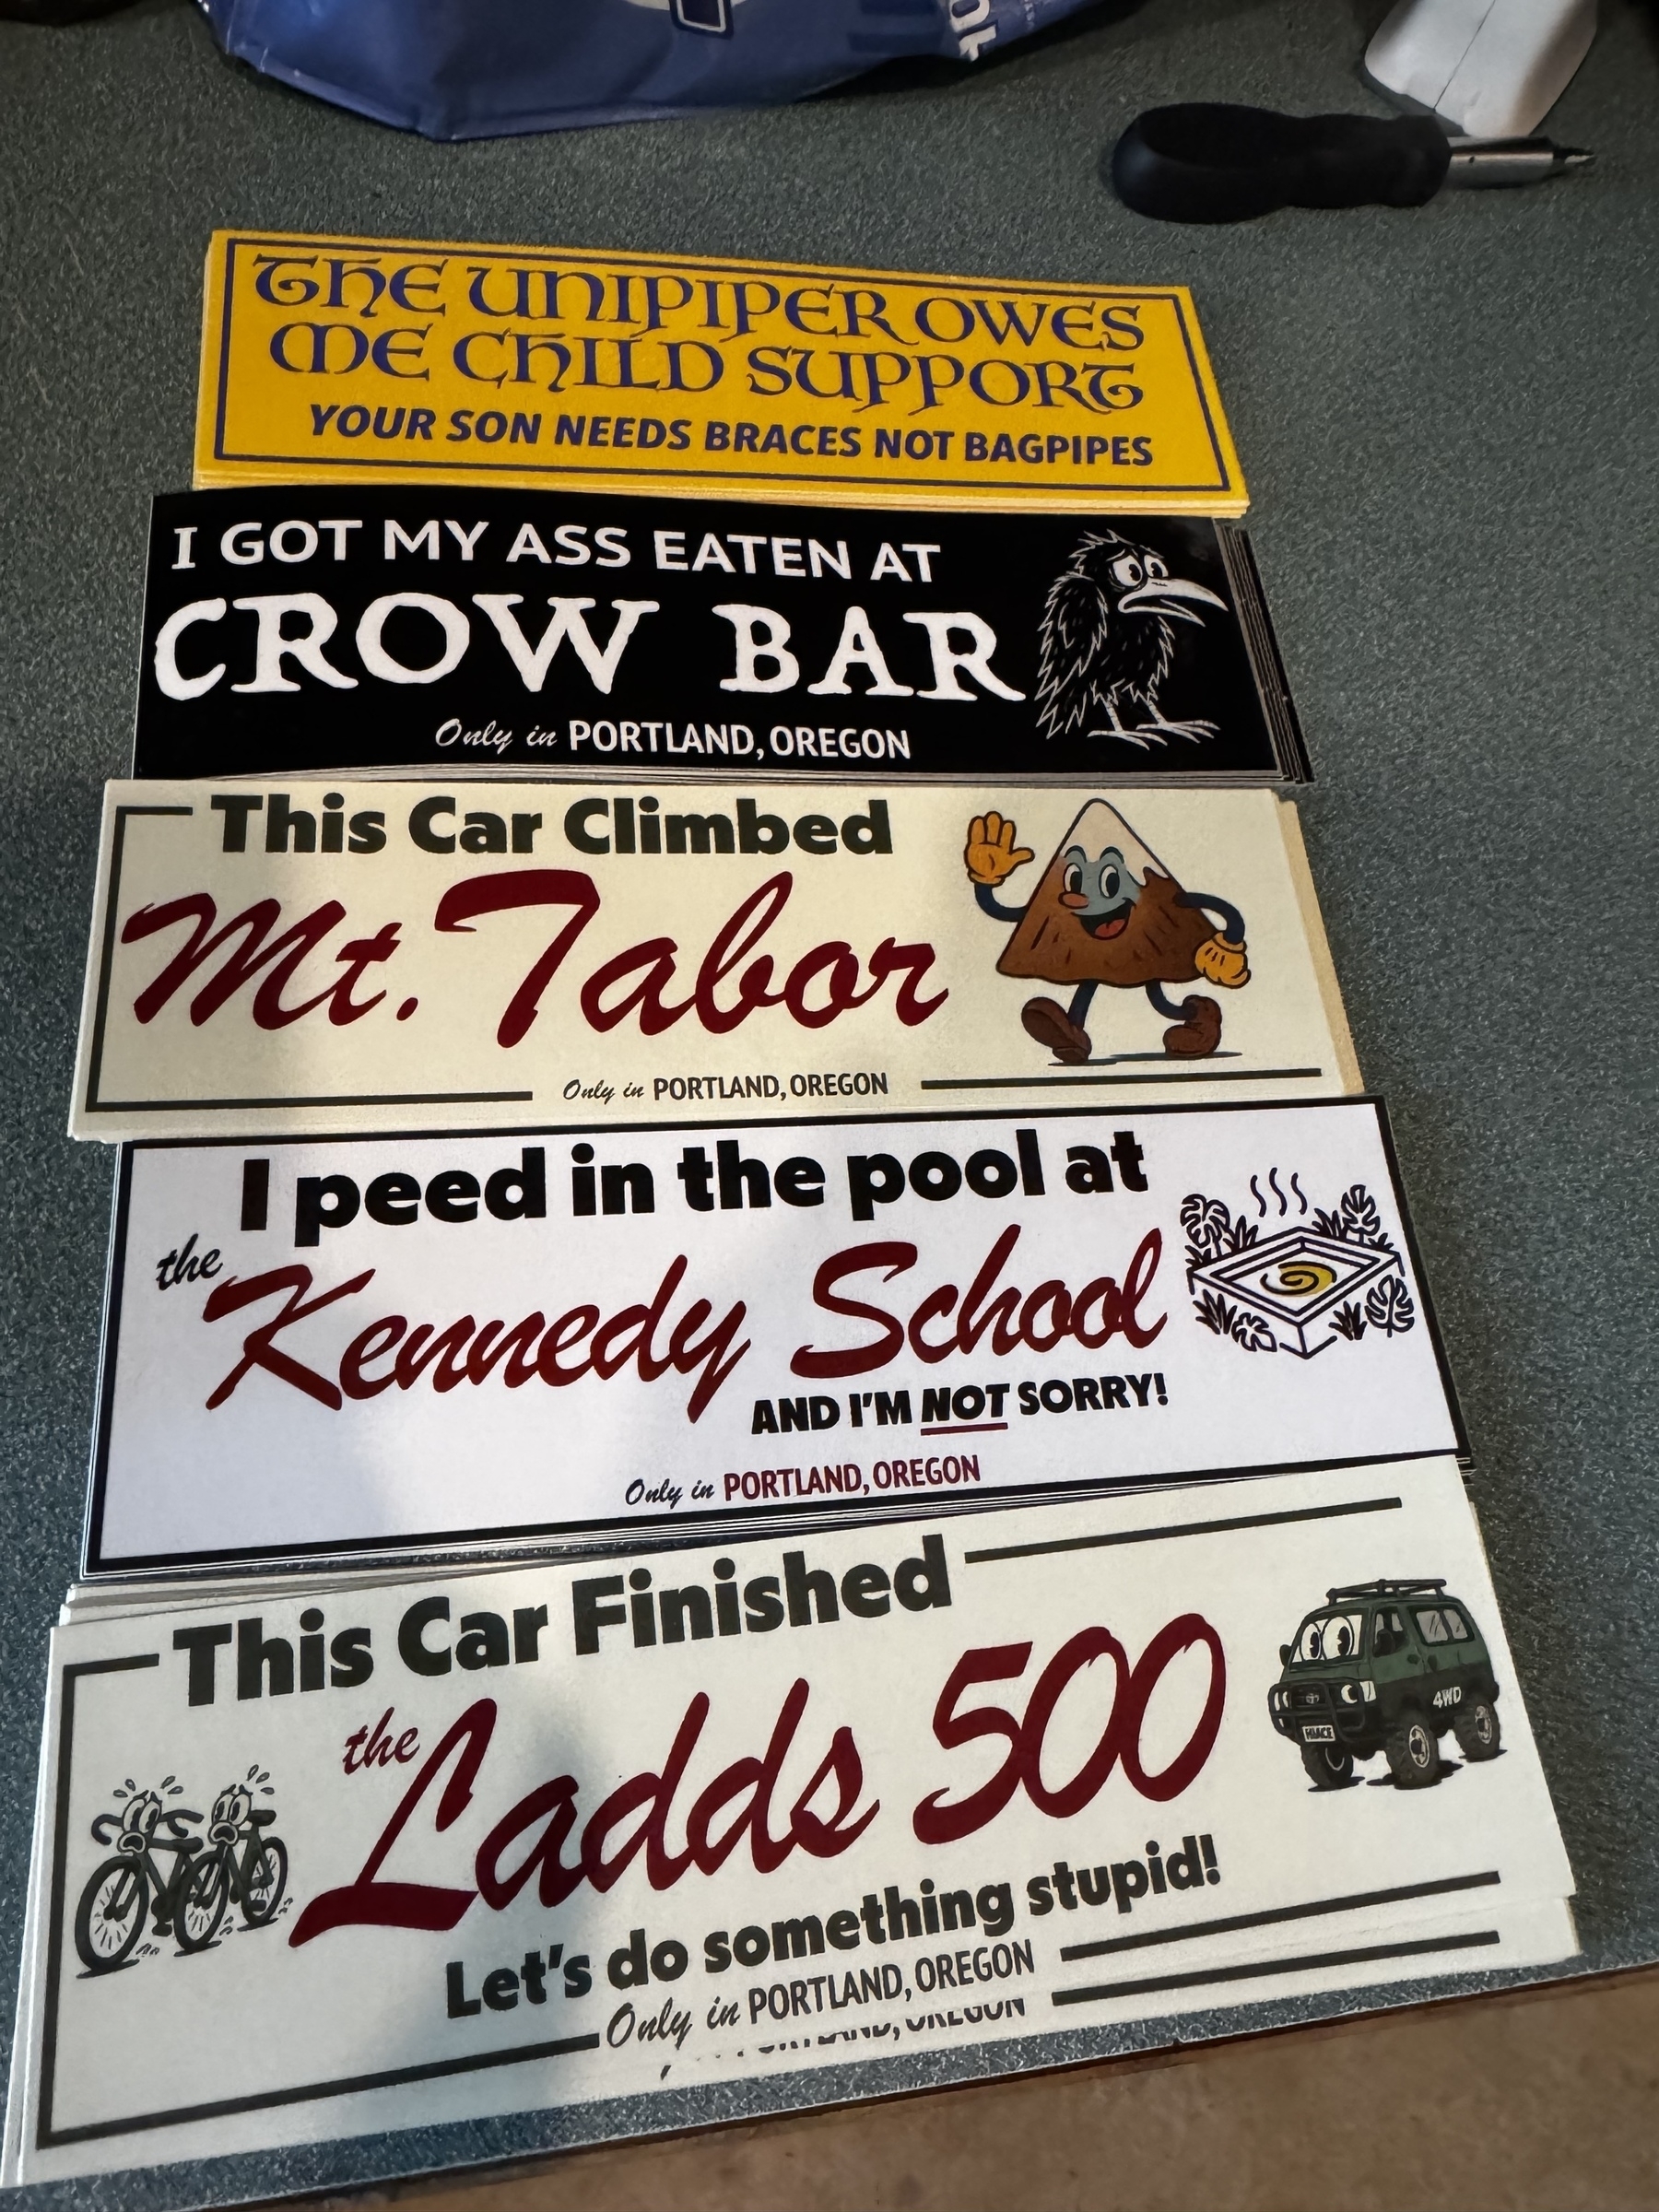 THE UNIPIPER OWES
ME CHILD SUPPORT
YOUR SON NEEDS BRACES NOT BAGPIPES
I GOT MY ASS EATEN AT
CROW BAR
Only in PORTLAND, OREGON
This Car Climbed
Mt. Tabor
Only in PORTLAND, OREGON
I peed in the pool at
the Kennedy School
AND I'M NOT SORRY!
Only in PORTLAND, OREGON
This Car Finished
the Ladds 500
4WD
HIACE
Let's do something stupid!
Only in PORTLAND, OREGON
PORTLAND, OREGON